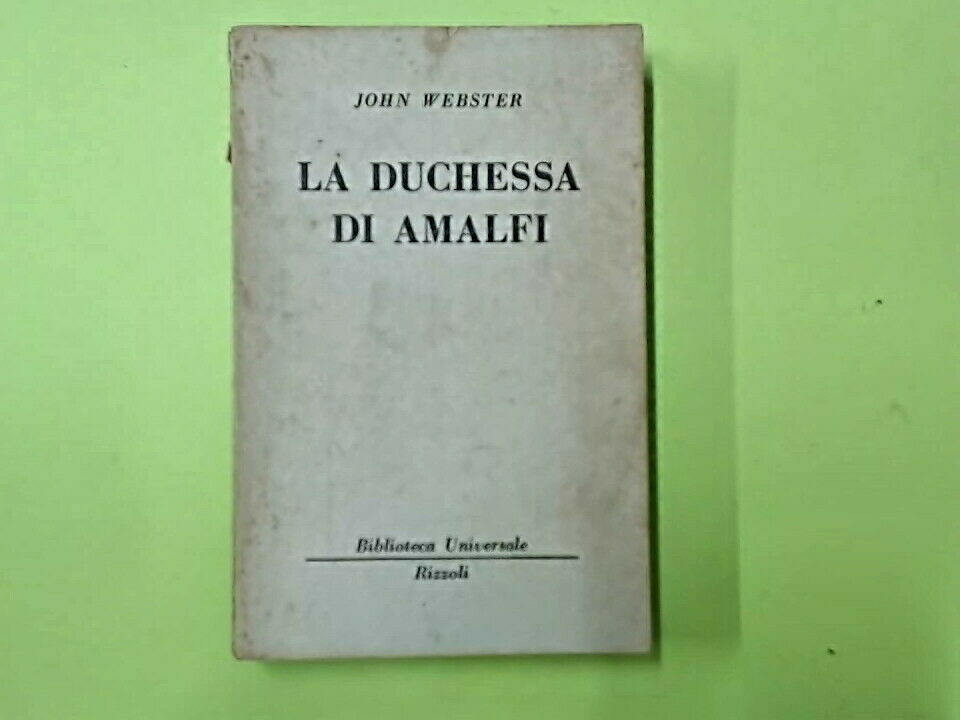 JOHN WEBSTER
LA DUCHESSA
DI AMALFI
Biblioteca Universale
Rizzoli